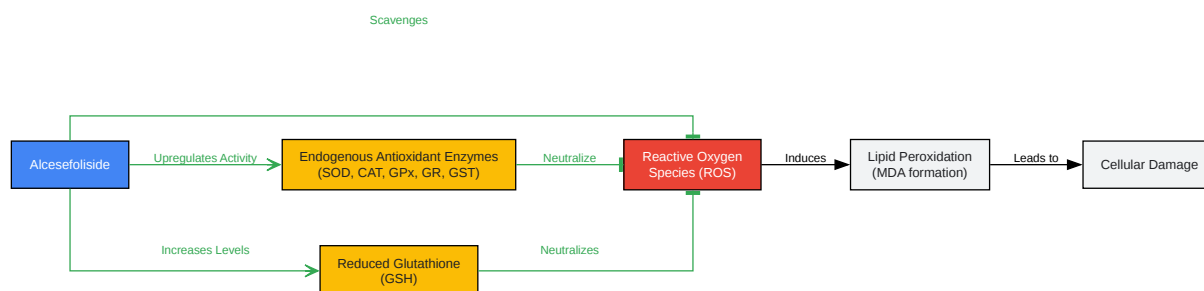 Scavenges
Alcesefoliside
Upregulates Activity
Endogenous Antioxidant Enzymes
(SOD, CAT, GPx, GR, GST)
Neutralize
Reactive Oxygen
Species (ROS)
Induces
Lipid Peroxidation
(MDA formation)
Leads to
Cellular Damage
Increases Levels
Reduced Glutathione
(GSH)
Neutralizes